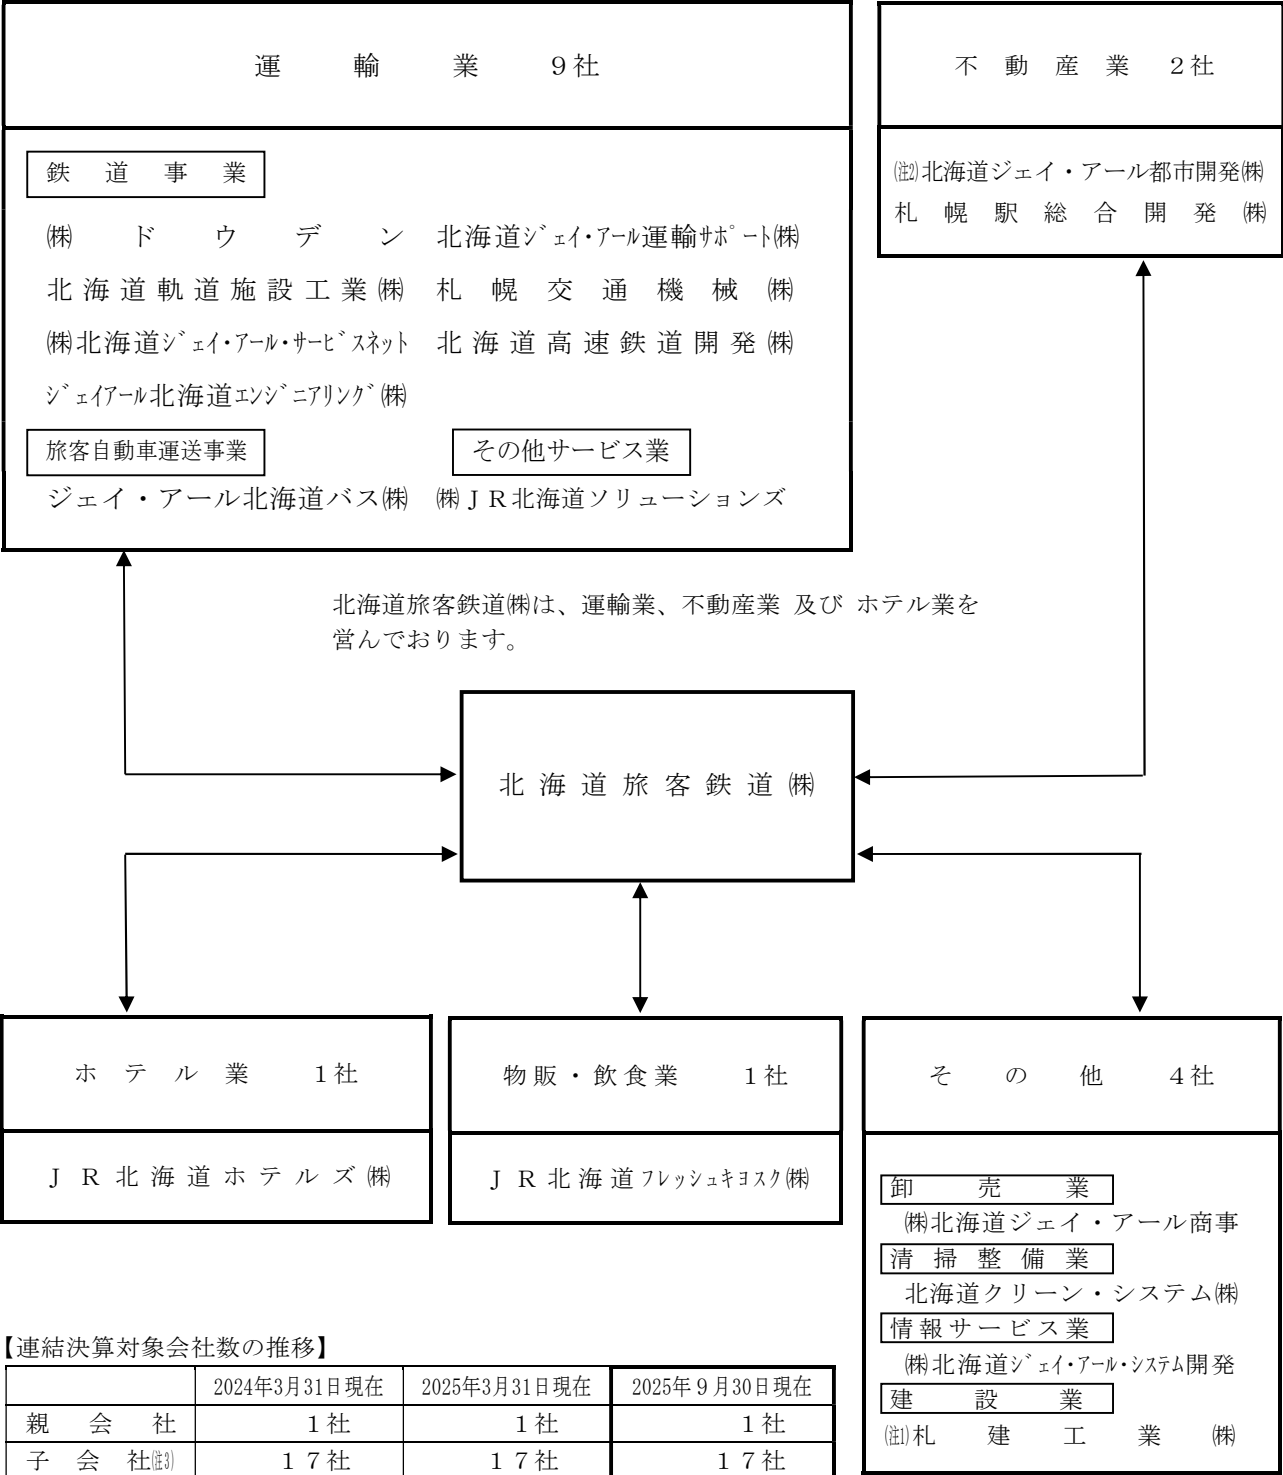 運輸業 9社
鉄道事業
㈱ドウデン 北海道ジェイ・アール運輸サポート㈱
北海道軌道施設工業㈱ 札幌交通機械㈱
㈱北海道ジェイ・アール・サービスネット 北海道高速鉄道開発㈱
ジェイアール北海道エンジニアリング㈱
旅客自動車運送事業 その他サービス業
ジェイ・アール北海道バス㈱ ㈱JR北海道ソリューションズ
不動産業 2社
(注2)北海道ジェイ・アール都市開発㈱
札幌駅総合開発㈱
北海道旅客鉄道㈱は、運輸業、不動産業 及び ホテル業を
営んでおります。
北海道旅客鉄道㈱
ホテル業 1社
JR北海道ホテルズ㈱
物販・飲食業 1社
JR北海道フレッシュキヨスク㈱
その他 4社
卸売業
㈱北海道ジェイ・アール商事
清掃整備業
北海道クリーン・システム㈱
情報サービス業
㈱北海道ジェイ・アール・システム開発
建設業
(注1)札建工業㈱
【連結決算対象会社数の推移】
2024年3月31日現在 2025年3月31日現在 2025年9月30日現在
親会社 1社 1社 1社
子会社(注3) 17社 17社 17社